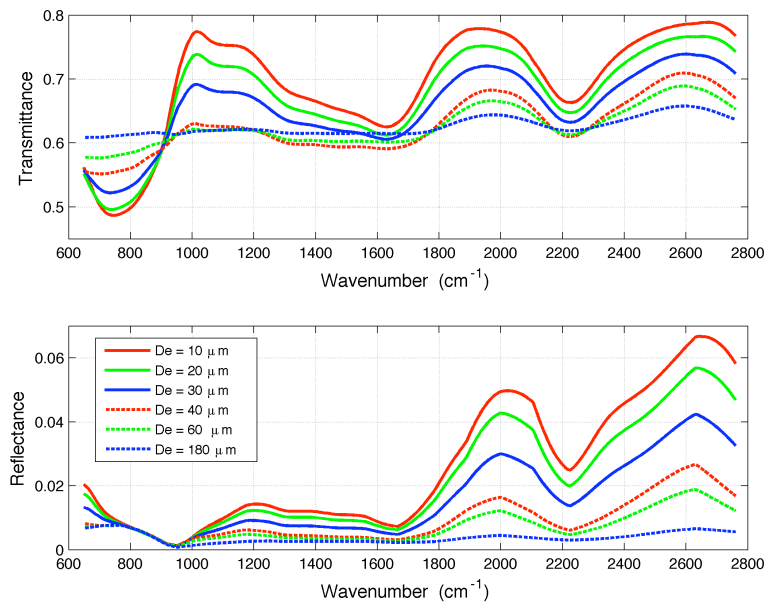 0.8
0.7
0.6
0.5
Transmittance
600 800 1000 1200 1400 1600 1800 2000 2200 2400 2600 2800
Wavenumber (cm⁻¹)
0.06
0.04
0.02
0
Reflectance
De = 10 μm
De = 20 μm
De = 30 μm
De = 40 μm
De = 60 μm
De = 180 μm
600 800 1000 1200 1400 1600 1800 2000 2200 2400 2600 2800
Wavenumber (cm⁻¹)